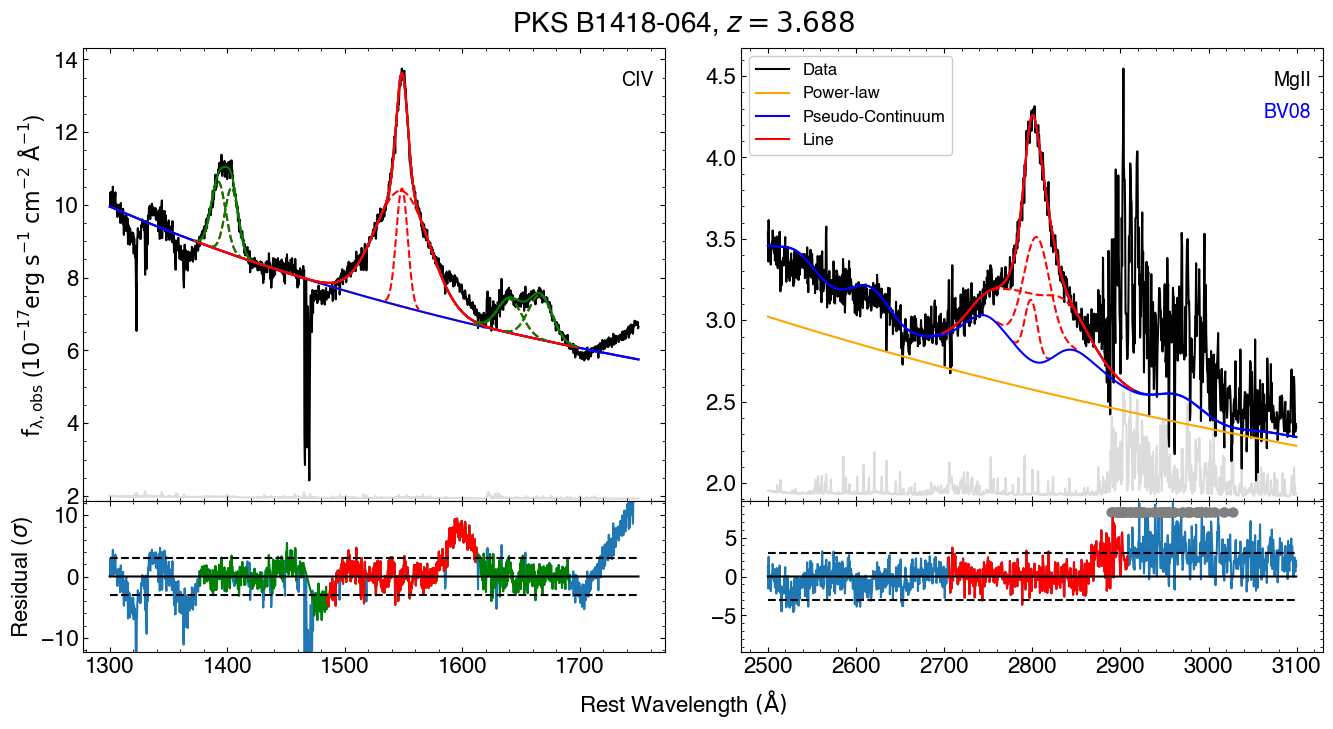 PKS B1418-064, z = 3.688
CIV
f_λ,obs (10^−17 erg s^−1 cm^−2 Å^−1)
14
12
10
8
6
4
2
Data
Power-law
Pseudo-Continuum
Line
MgII
BV08
4.5
4.0
3.5
3.0
2.5
2.0
Residual (σ)
10
0
−10
5
0
−5
1300 1400 1500 1600 1700
2500 2600 2700 2800 2900 3000 3100
Rest Wavelength (Å)